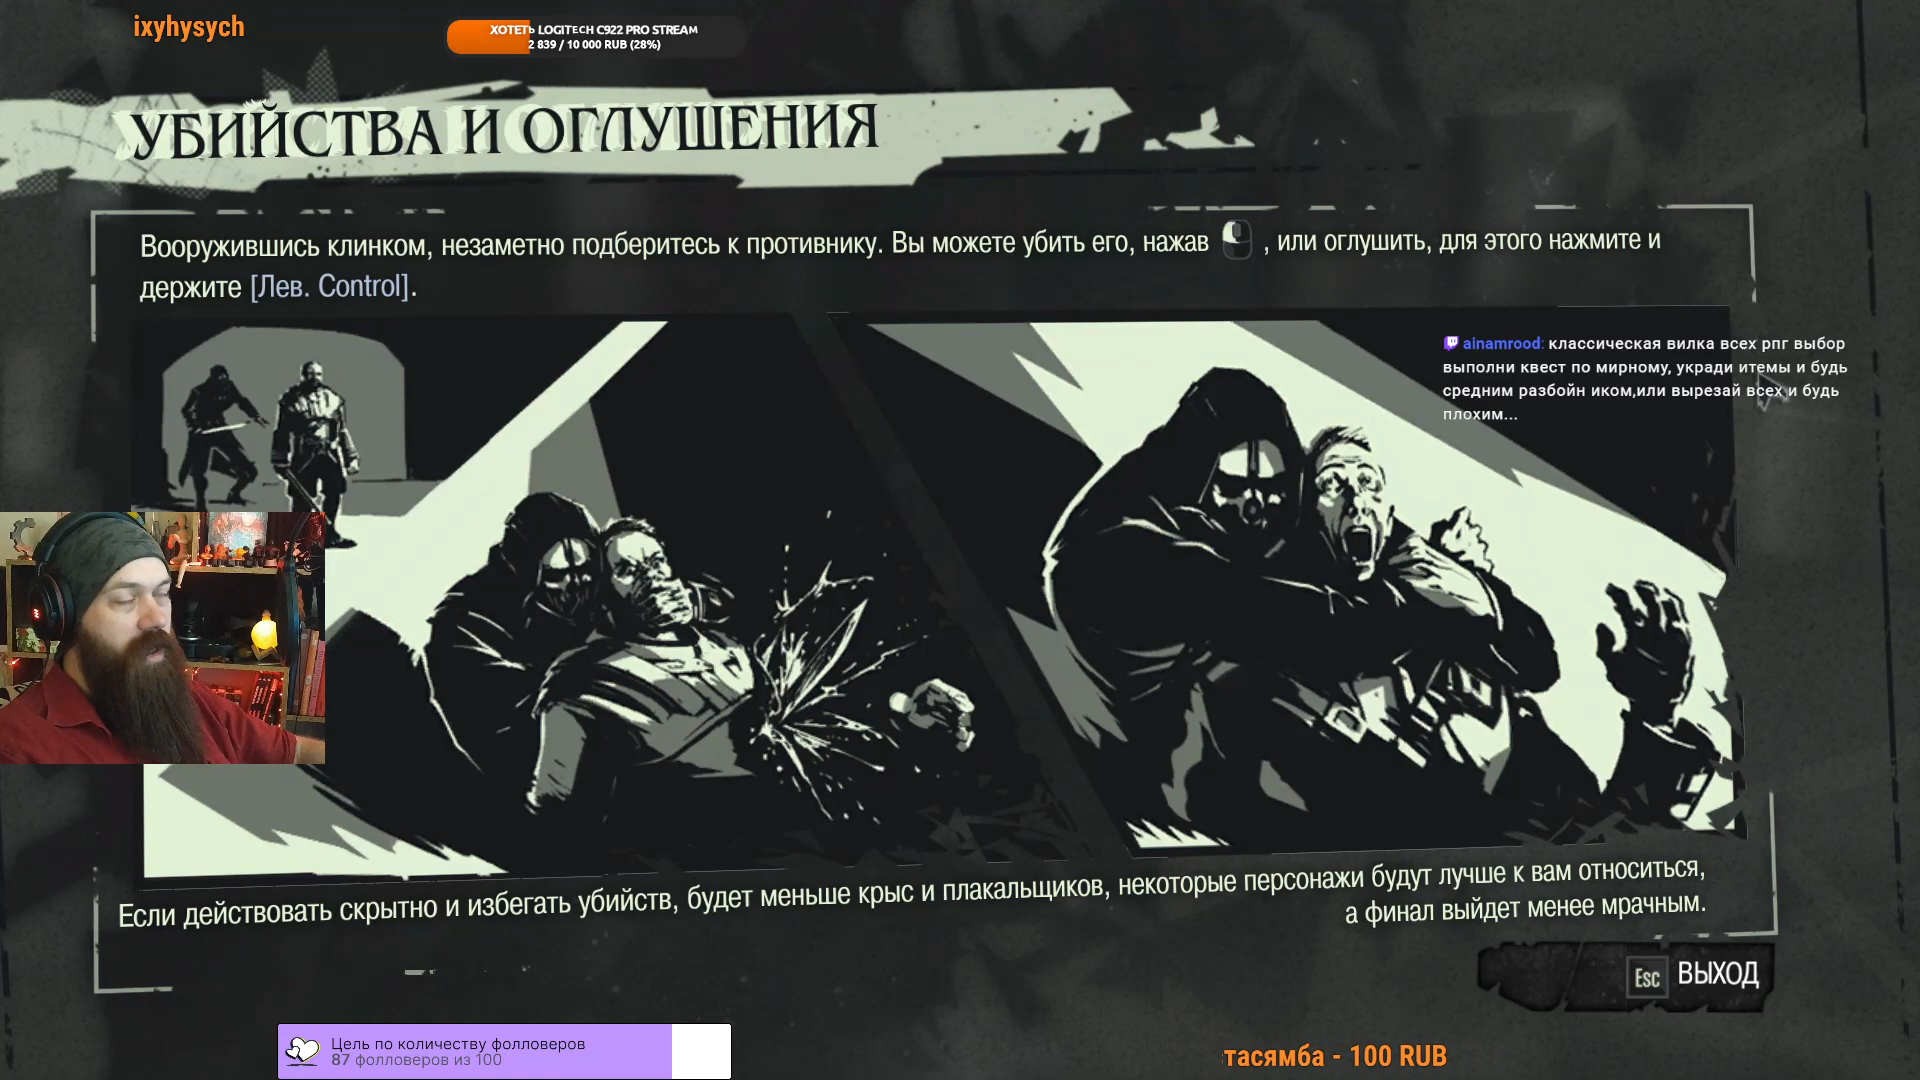 ixyhysych
ХОТЕТЬ LOGITECH C922 PRO STREAM
2 839 / 10 000 RUB (28%)
УБИЙСТВА И ОГЛУШЕНИЯ
Вооружившись клинком, незаметно подберитесь к противнику. Вы можете убить его, нажав , или оглушить, для этого нажмите и
держите [Лев. Control].
ainamrood: классическая вилка всех рпг выбор
выполни квест по мирному, укради итемы и будь
средним разбойн иком,или вырезай всех и будь
плохим...
Если действовать скрытно и избегать убийств, будет меньше крыс и плакальщиков, некоторые персонажи будут лучше к вам относиться,
а финал выйдет менее мрачным.
Esc ВЫХОД
Цель по количеству фолловеров
87 фолловеров из 100
тасямба - 100 RUB